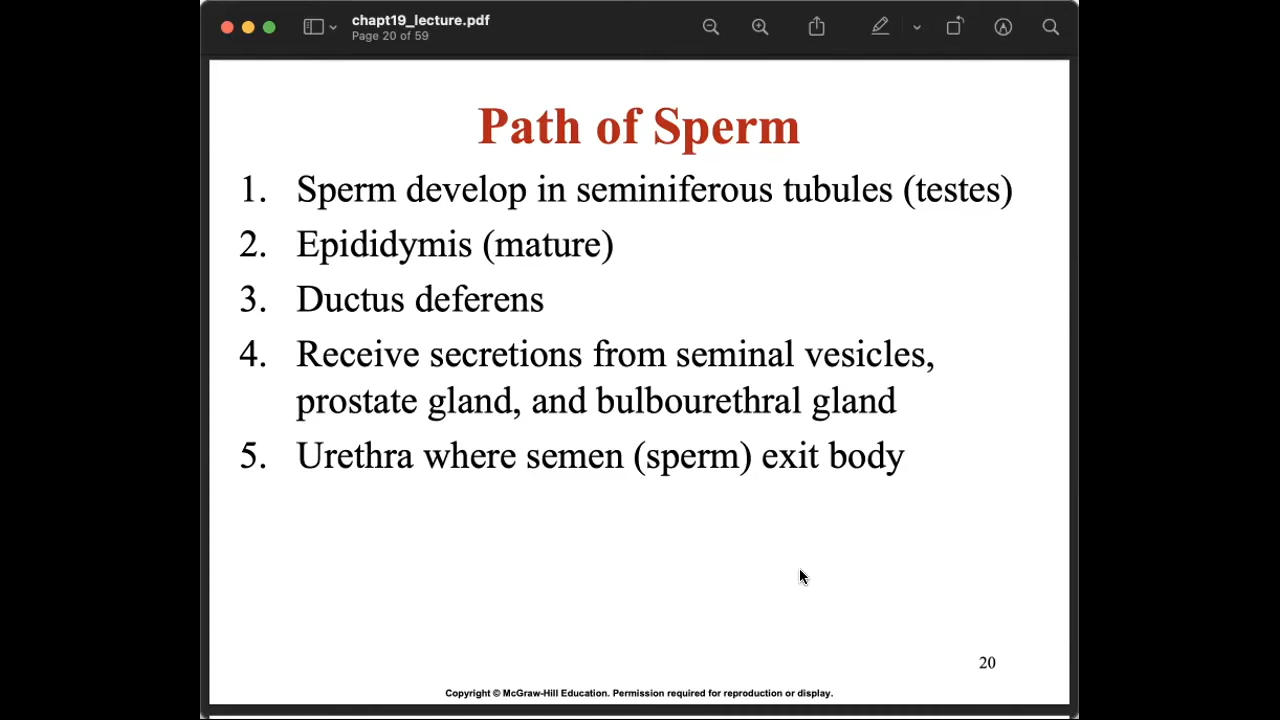 chapt19_lecture.pdf
Page 20 of 59
Path of Sperm
1. Sperm develop in seminiferous tubules (testes)
2. Epididymis (mature)
3. Ductus deferens
4. Receive secretions from seminal vesicles,
prostate gland, and bulbourethral gland
5. Urethra where semen (sperm) exit body
20
Copyright © McGraw-Hill Education. Permission required for reproduction or display.